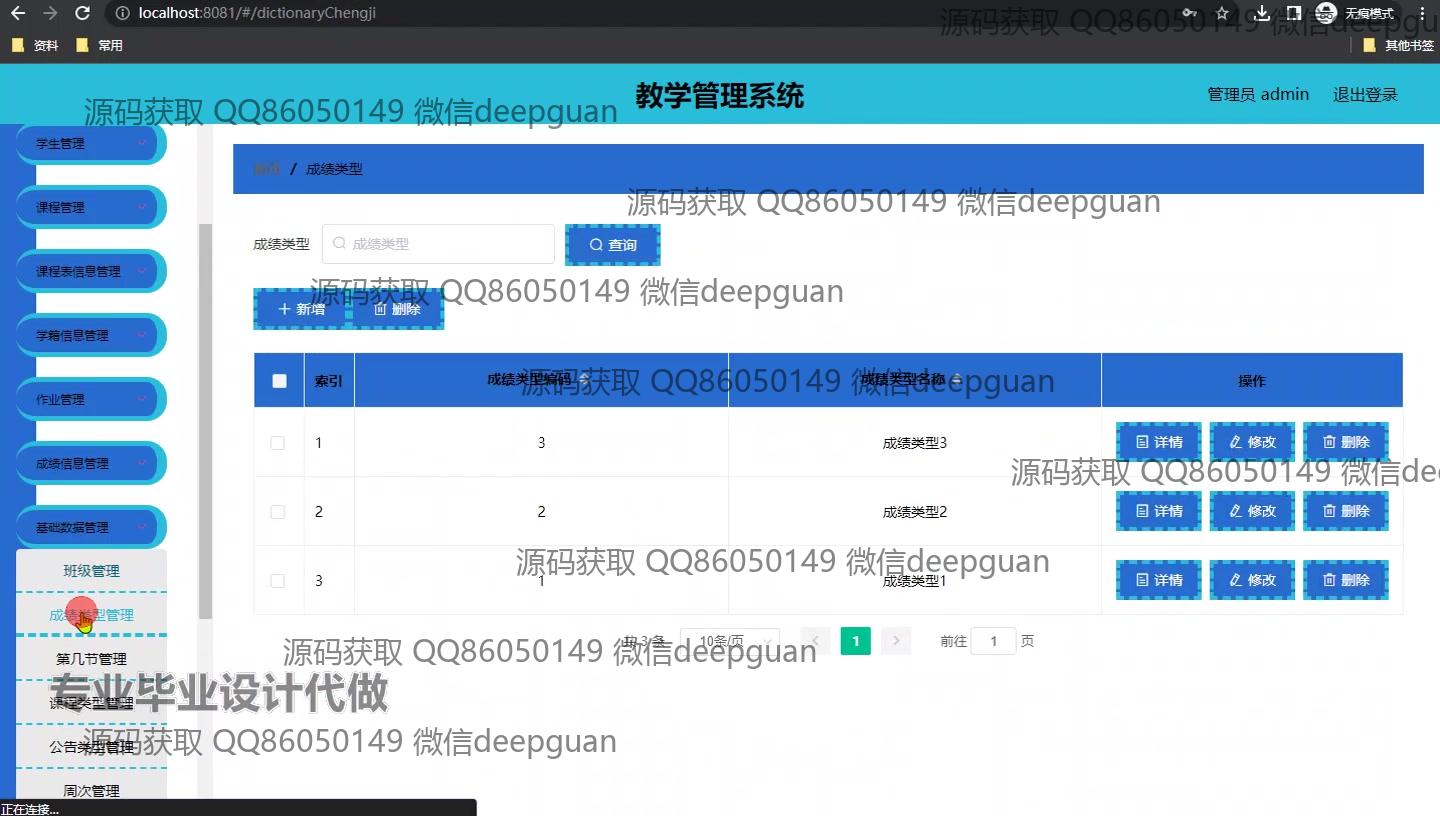 localhost:8081/#/dictionaryChengji
无痕模式
资料 常用 其他书签
源码获取 QQ86050149 微信deepgu
教学管理系统
管理员 admin 退出登录
源码获取 QQ86050149 微信deepguan
学生管理
课程管理
课程表信息管理
学籍信息管理
作业管理
成绩信息管理
基础数据管理
班级管理
成绩类型管理
第几节管理
课程类型管理
公告类型管理
周次管理
首页 / 成绩类型
源码获取 QQ86050149 微信deepguan
成绩类型 成绩类型 查询
源码获取 QQ86050149 微信deepguan
新增 删除
索引 成绩类型编码 成绩类型名称 操作
源码获取 QQ86050149 微信deepguan
1 3 成绩类型3 详情 修改 删除
源码获取 QQ86050149 微信dee
2 2 成绩类型2 详情 修改 删除
源码获取 QQ86050149 微信deepguan
3 1 成绩类型1 详情 修改 删除
共 3 条 10条/页 1 前往 1 页
源码获取 QQ86050149 微信deepguan
专业毕业设计代做
源码获取 QQ86050149 微信deepguan
正在连接...